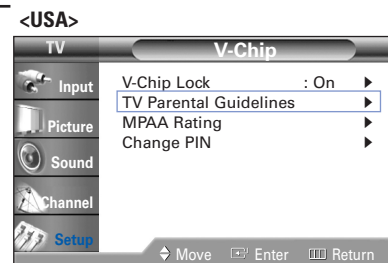 <USA>
TV
V-Chip
Input
Picture
Sound
Channel
Setup
V-Chip Lock : On ►
TV Parental Guidelines ►
MPAA Rating ►
Change PIN ►
Move Enter Return